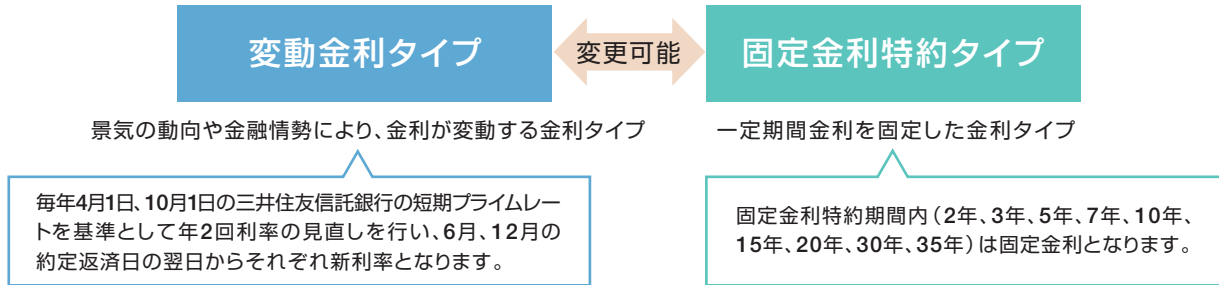 変動金利タイプ
変更可能
固定金利特約タイプ
景気の動向や金融情勢により、金利が変動する金利タイプ
一定期間金利を固定した金利タイプ
毎年4月1日、10月1日の三井住友信託銀行の短期プライムレー
トを基準として年2回利率の見直しを行い、6月、12月の
約定返済日の翌日からそれぞれ新利率となります。
固定金利特約期間内（2年、3年、5年、7年、10年、
15年、20年、30年、35年）は固定金利となります。